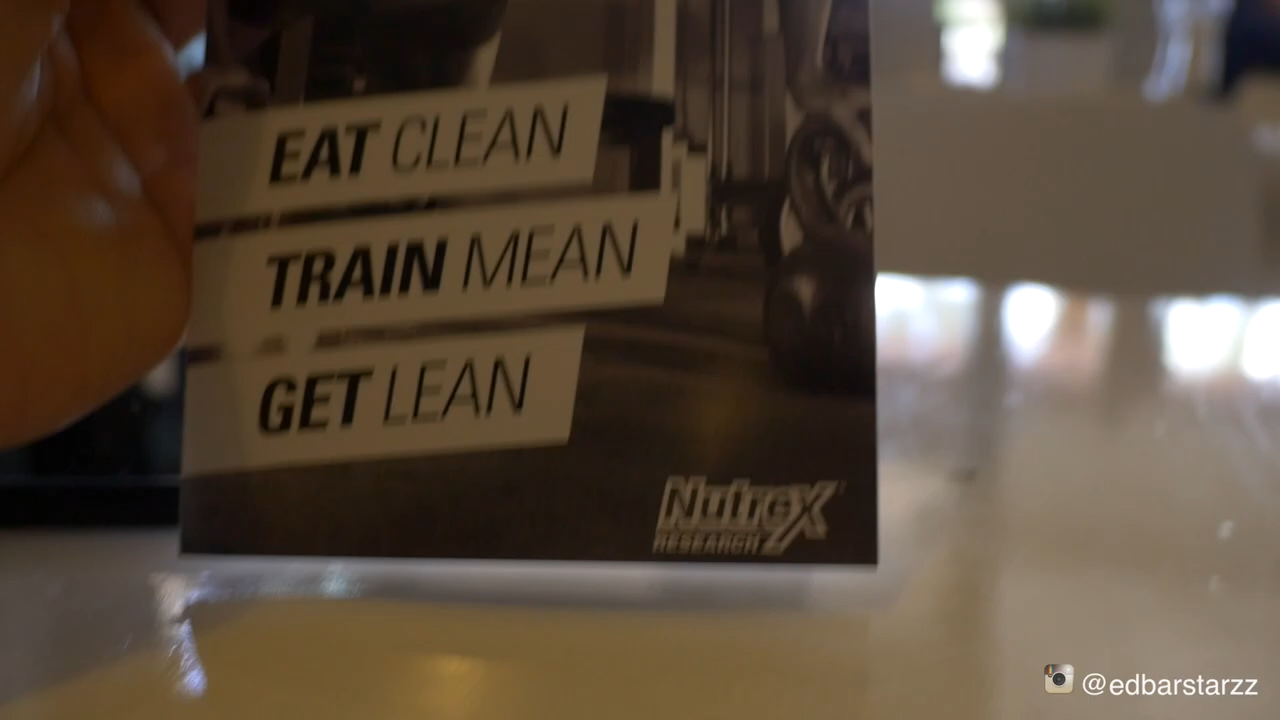 EAT CLEAN
TRAIN MEAN
GET LEAN
Nutrex
RESEARCH
@edbarstarzz